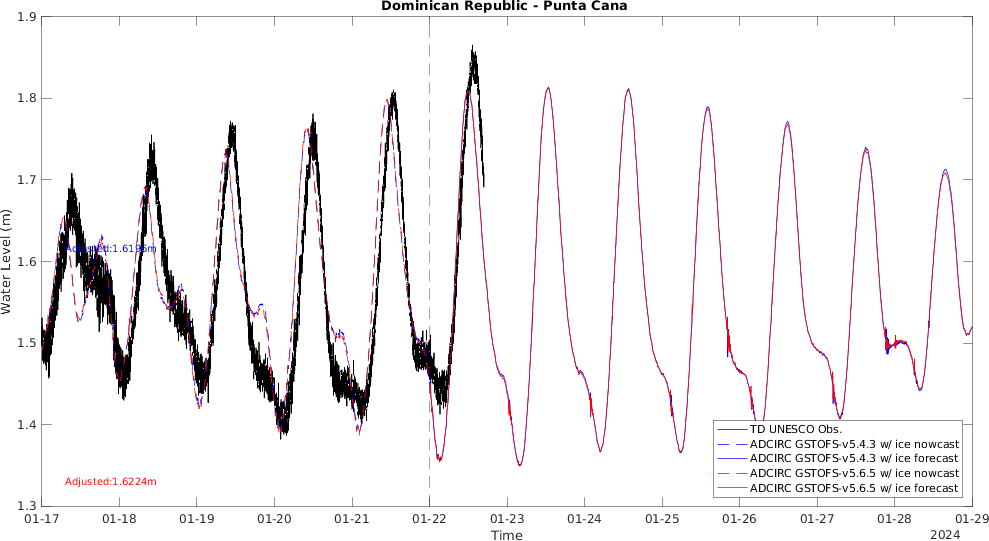 Dominican Republic - Punta Cana
Water Level (m)
1.9
1.8
1.7
1.6
1.5
1.4
1.3
Adjusted:1.6196m
Adjusted:1.6224m
TD UNESCO Obs.
ADCIRC GSTOFS-v5.4.3 w/ ice nowcast
ADCIRC GSTOFS-v5.4.3 w/ ice forecast
ADCIRC GSTOFS-v5.6.5 w/ ice nowcast
ADCIRC GSTOFS-v5.6.5 w/ ice forecast
01-17 01-18 01-19 01-20 01-21 01-22 01-23 01-24 01-25 01-26 01-27 01-28 01-29
Time
2024